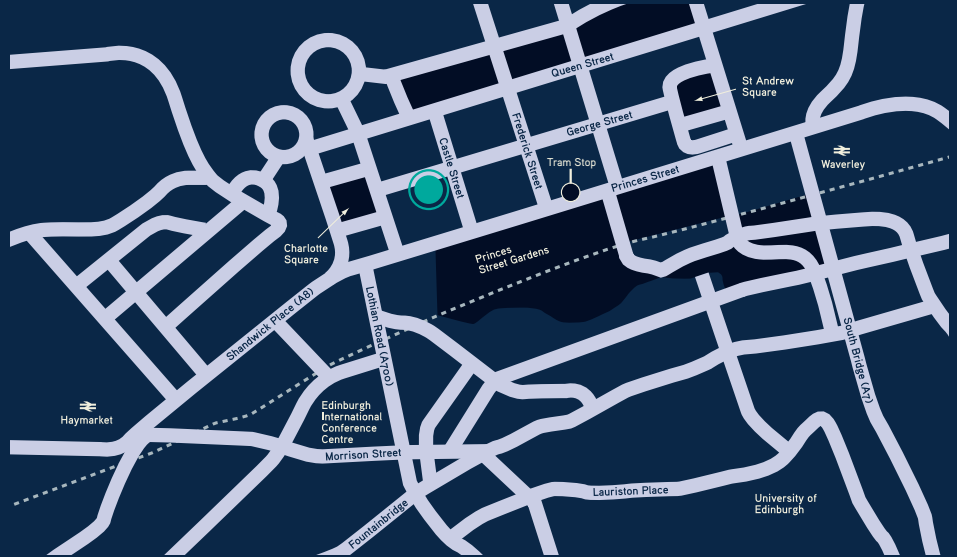 Queen Street
St Andrew
Square
George Street
Frederick Street
Castle Street
Tram Stop
Princes Street
Waverley
Charlotte
Square
Princes
Street Gardens
Shandwick Place (A8)
Lothian Road (A700)
South Bridge (A7)
Haymarket
Edinburgh
International
Conference
Centre
Morrison Street
Lauriston Place
University of
Edinburgh
Fountainbridge